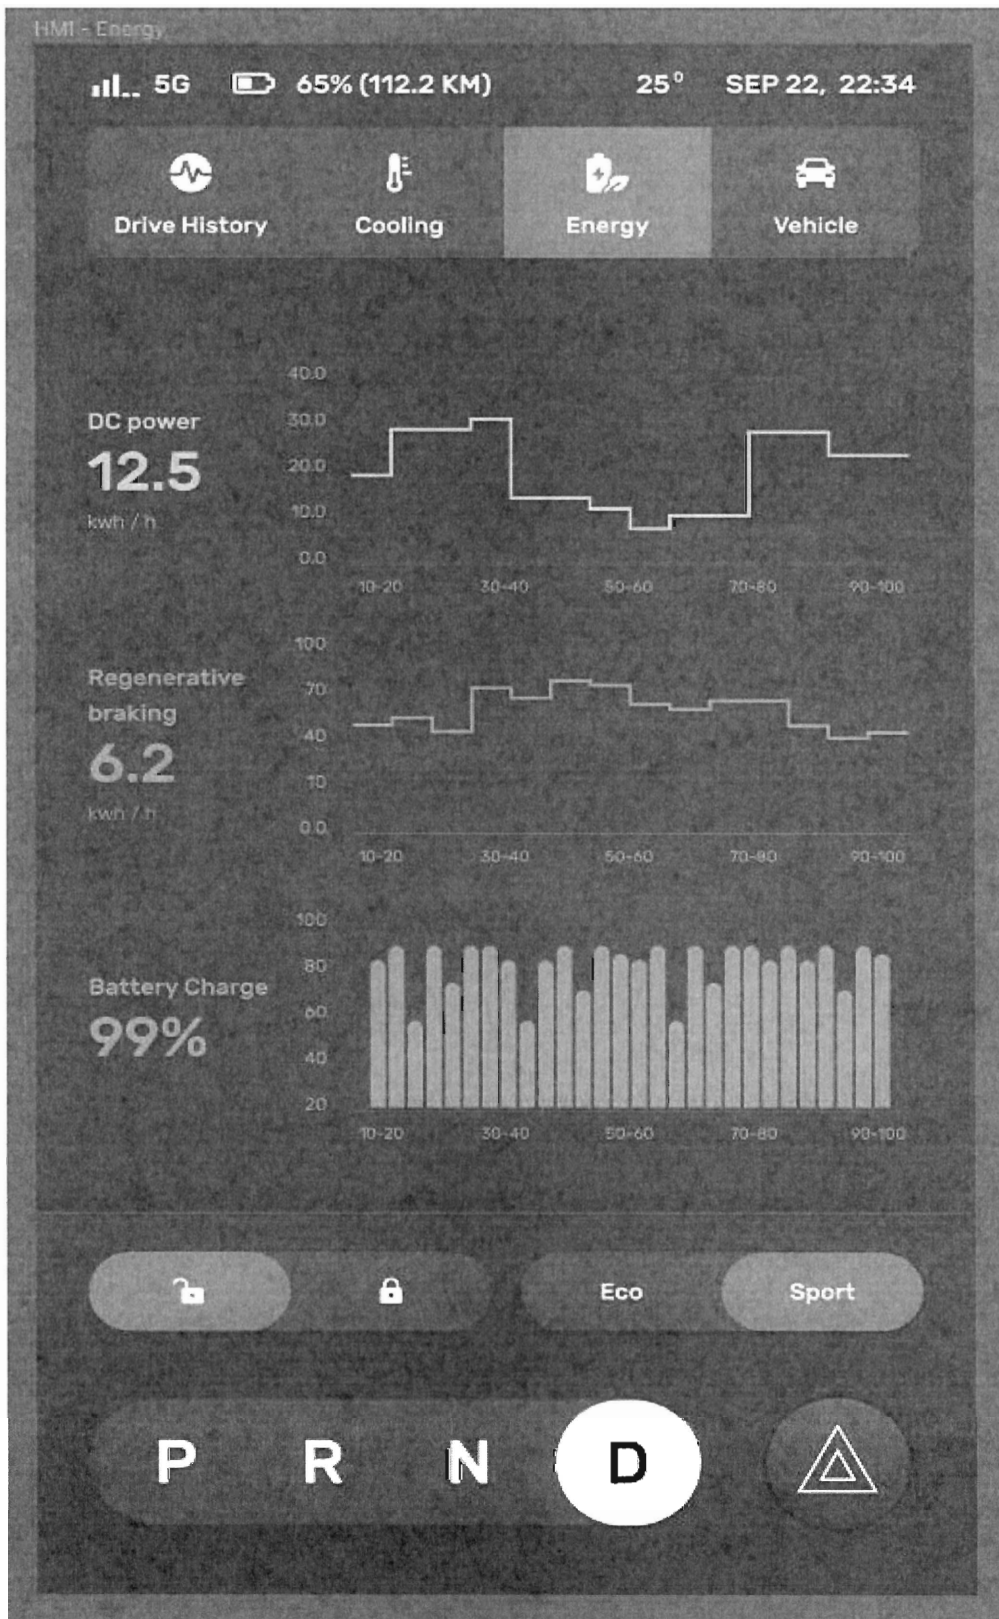 HMI - Energy
5G 65% (112.2 KM) 25° SEP 22, 22:34
Drive History Cooling Energy Vehicle
40.0
DC power
30.0
12.5
20.0
kwh / h
10.0
0.0
10-20 30-40 50-60 70-80 90-100
100
Regenerative
70
braking
40
6.2
10
kwh / h
0.0
10-20 30-40 50-60 70-80 90-100
100
80
Battery Charge
60
99%
40
20
10-20 30-40 50-60 70-80 90-100
Eco Sport
P R N D